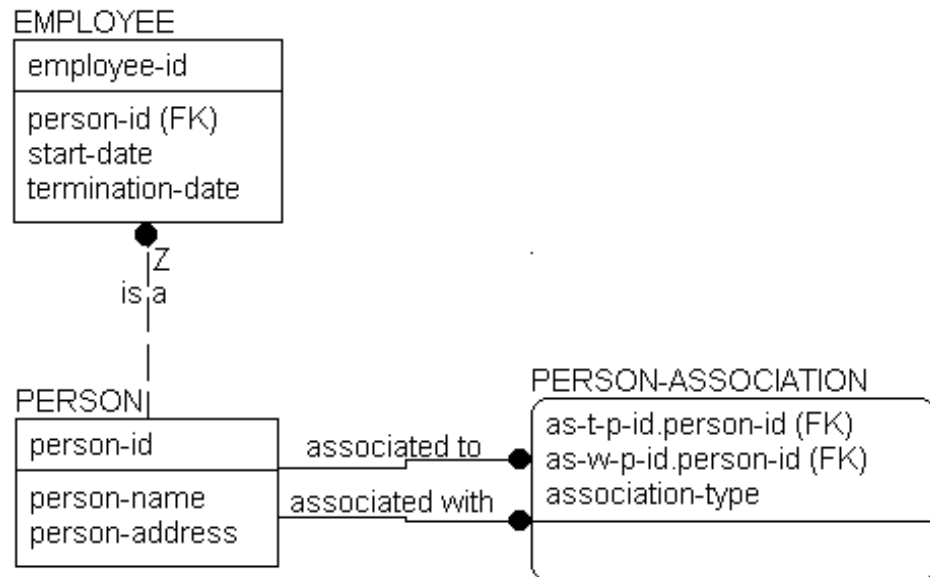 EMPLOYEE
employee-id
person-id (FK)
start-date
termination-date
Z
is a
PERSON
person-id
person-name
person-address
associated to
associated with
PERSON-ASSOCIATION
as-t-p-id.person-id (FK)
as-w-p-id.person-id (FK)
association-type